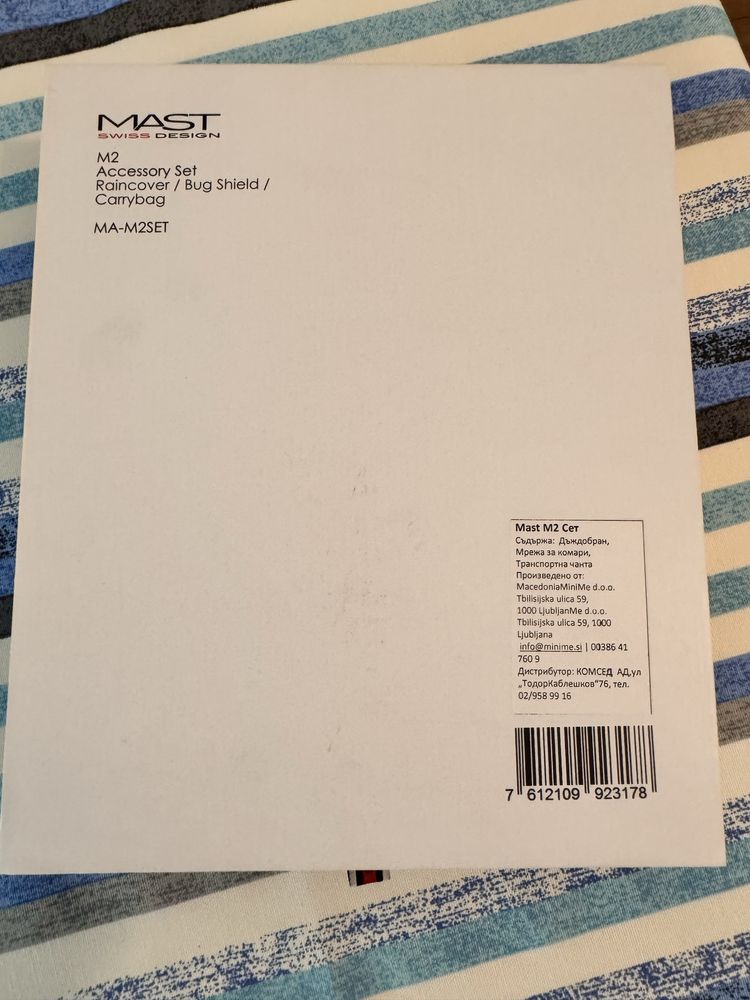 MAST
SWISS DESIGN
M2
Accessory Set
Raincover / Bug Shield /
Carrybag
MA-M2SET
Mast M2 Сет
Съдържа: Дъждобран,
Мрежа за комари,
Транспортна чанта
Произведено от:
MacedoniaMiniMe d.o.o.
Tbilisijska ulica 59,
1000 LjubljanMe d.o.o.
Tbilisijska ulica 59, 1000
Ljubljana
info@minime.si | 00386 41
760 9
Дистрибутор: КОМСЕД АД,ул
„ТодорКаблешков“76, тел.
02/958 99 16
7 612109 923178